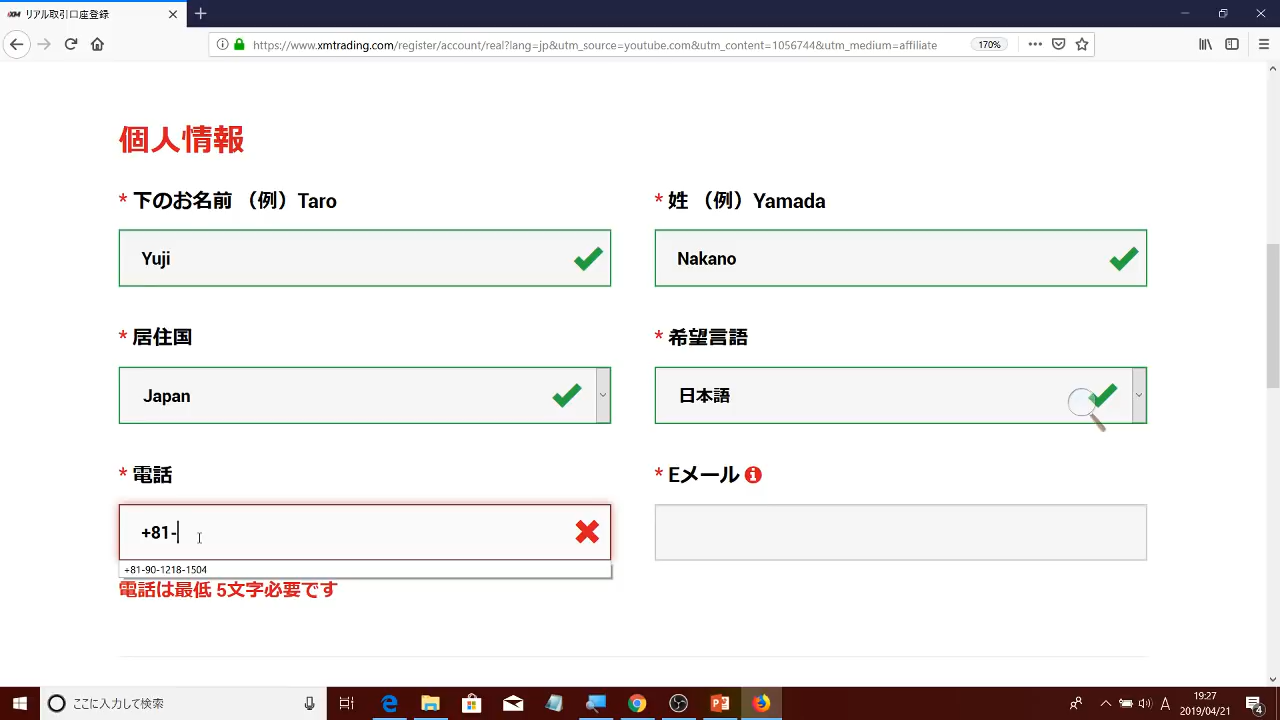 XM リアル取引口座登録
https://www.xmtrading.com/register/account/real?lang=jp&utm_source=youtube.com&utm_content=1056744&utm_medium=affiliate
170%
個人情報
* 下のお名前 （例）Taro
* 姓 （例）Yamada
Yuji
Nakano
* 居住国
* 希望言語
Japan
日本語
* 電話
* Eメール
+81-
+81-90-1218-1504
電話は最低 5文字必要です
ここに入力して検索
A
19:27
2019/04/21
4